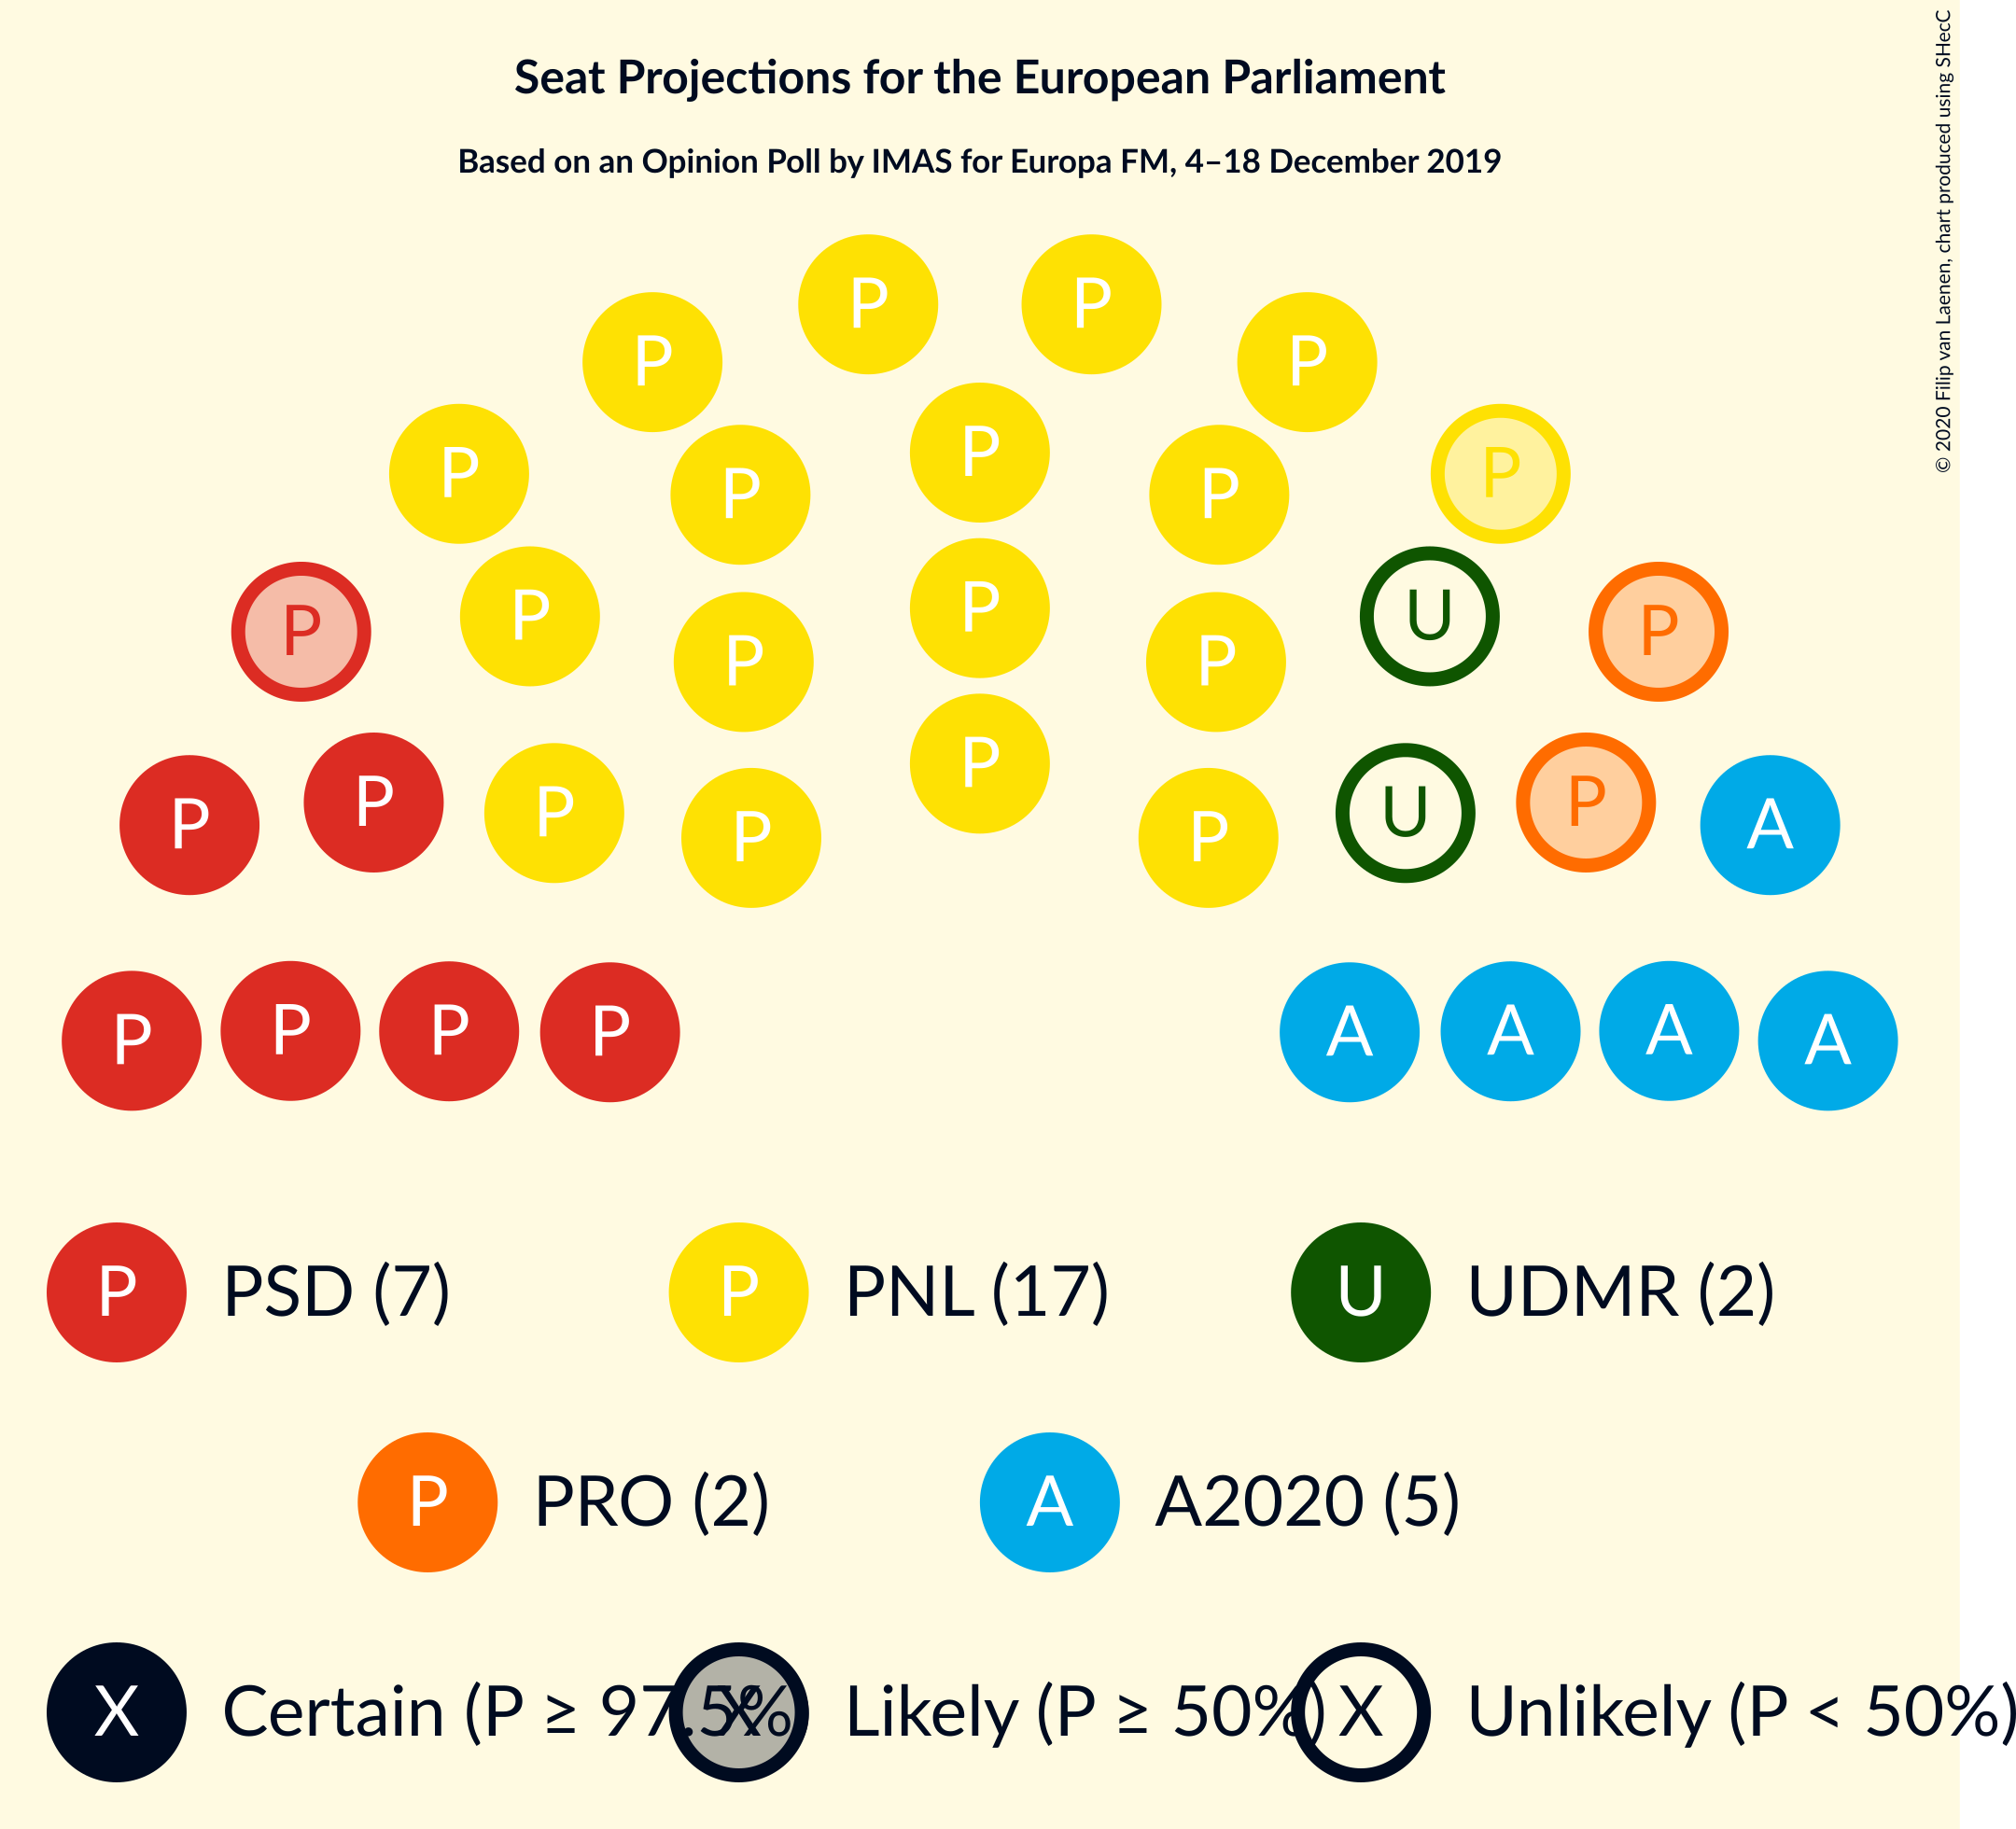 Seat Projections for the European Parliament
Based on an Opinion Poll by IMAS for Europa FM, 4–18 December 2019
© 2020 Filip van Laenen, chart produced using SHecC
P P
P P
P P P
P P P
P P
P P U P
P P
P P
P P P
P P P U P A
P P
P P P P A A A A
P PSD (7) P PNL (17) U UDMR (2)
P PRO (2) A A2020 (5)
X Certain (P ≥ 97.5% X Likely (P ≥ 50%) X Unlikely (P < 50%)